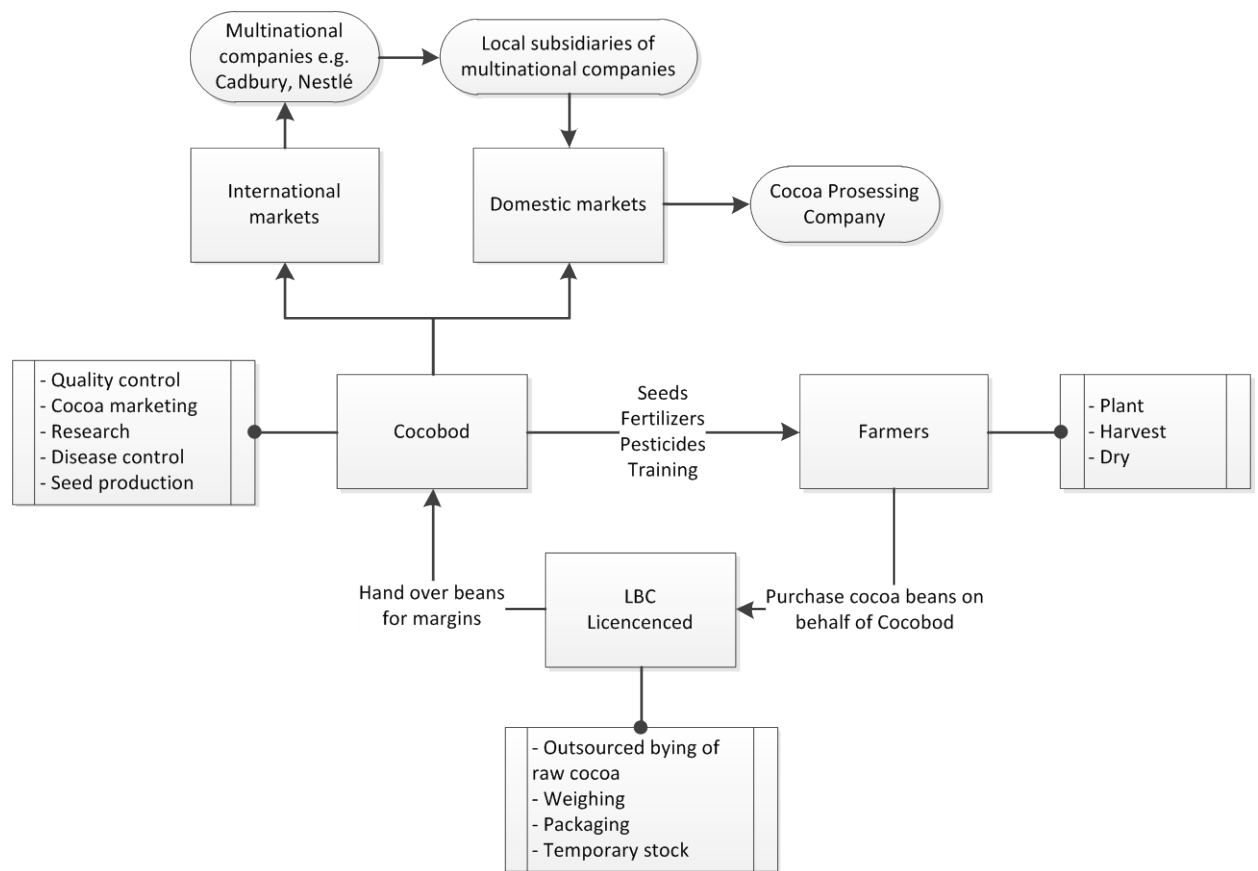 Multinational
companies e.g.
Cadbury, Nestlé
Local subsidiaries of
multinational companies
International
markets
Domestic markets
Cocoa Prosessing
Company
- Quality control
- Cocoa marketing
- Research
- Disease control
- Seed production
Cocobod
Seeds
Fertilizers
Pesticides
Training
Farmers
- Plant
- Harvest
- Dry
Hand over beans
for margins
LBC
Licencenced
Purchase cocoa beans on
behalf of Cocobod
- Outsourced bying of
raw cocoa
- Weighing
- Packaging
- Temporary stock